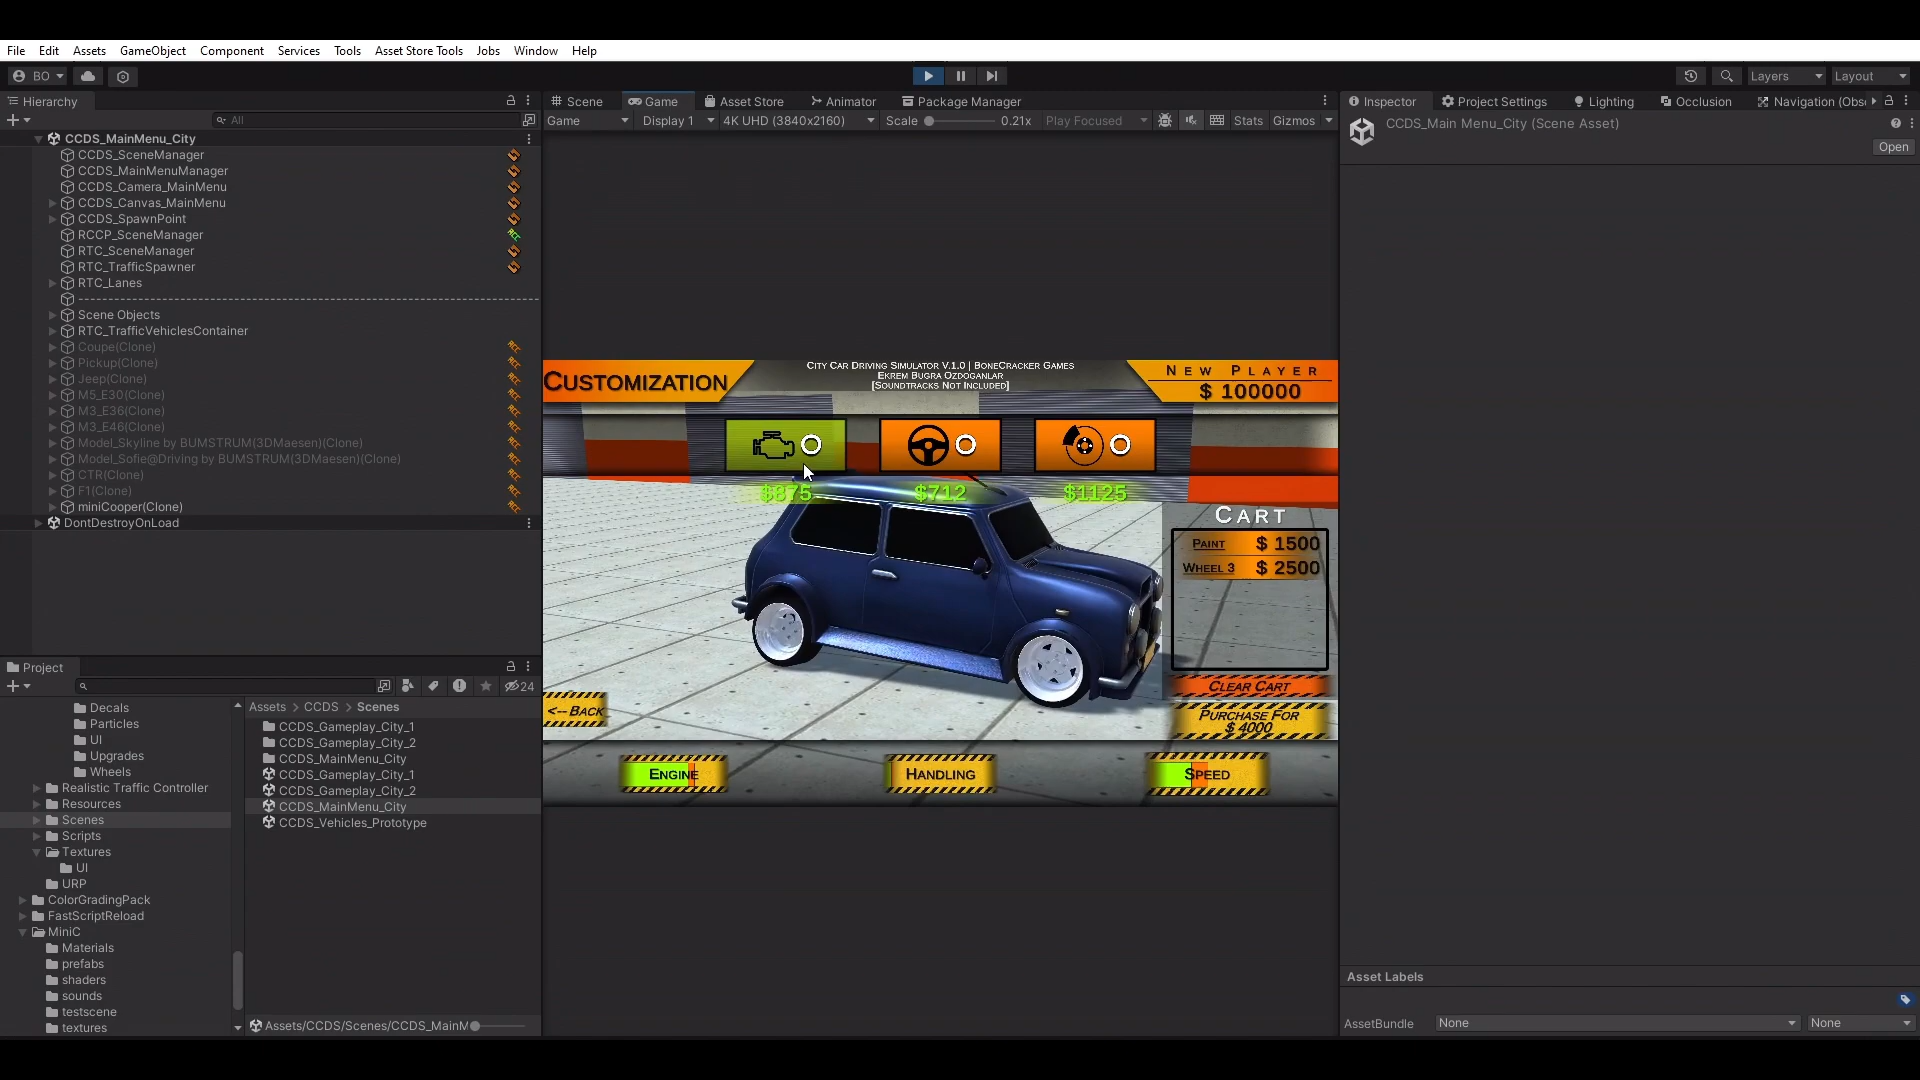 File Edit Assets GameObject Component Services Tools Asset Store Tools Jobs Window Help
BO
Layers Layout
Hierarchy
All
CCDS_MainMenu_City
CCDS_SceneManager
CCDS_MainMenuManager
CCDS_Camera_MainMenu
CCDS_Canvas_MainMenu
CCDS_SpawnPoint
RCCP_SceneManager
RTC_SceneManager
RTC_TrafficSpawner
RTC_Lanes
Scene Objects
RTC_TrafficVehiclesContainer
Coupe(Clone)
Pickup(Clone)
Jeep(Clone)
M5_E30(Clone)
M3_E36(Clone)
M3_E46(Clone)
Model_Skyline by BUMSTRUM(3DMaesen)(Clone)
Model_Sofie@Driving by BUMSTRUM(3DMaesen)(Clone)
CTR(Clone)
F1(Clone)
miniCooper(Clone)
DontDestroyOnLoad
Scene Game Asset Store Animator Package Manager
Game Display 1 4K UHD (3840x2160) Scale 0.21x Play Focused Stats Gizmos
Customization
City Car Driving Simulator V.1.0 | BoneCracker Games
Ekrem Bugra Ozdoganlar
[Soundtracks Not Included]
New Player
$ 100000
$875 $712 $1125
Cart
Paint $ 1500
Wheel 3 $ 2500
Clear Cart
Purchase For
$ 4000
<-- Back
Engine Handling Speed
Inspector Project Settings Lighting Occlusion Navigation (Obs
CCDS_Main Menu_City (Scene Asset)
Open
Asset Labels
AssetBundle None None
Project
24
Decals
Particles
UI
Upgrades
Wheels
Realistic Traffic Controller
Resources
Scenes
Scripts
Textures
UI
URP
ColorGradingPack
FastScriptReload
MiniC
Materials
prefabs
shaders
sounds
testscene
textures
Assets > CCDS > Scenes
CCDS_Gameplay_City_1
CCDS_Gameplay_City_2
CCDS_MainMenu_City
CCDS_Gameplay_City_1
CCDS_Gameplay_City_2
CCDS_MainMenu_City
CCDS_Vehicles_Prototype
Assets/CCDS/Scenes/CCDS_MainM